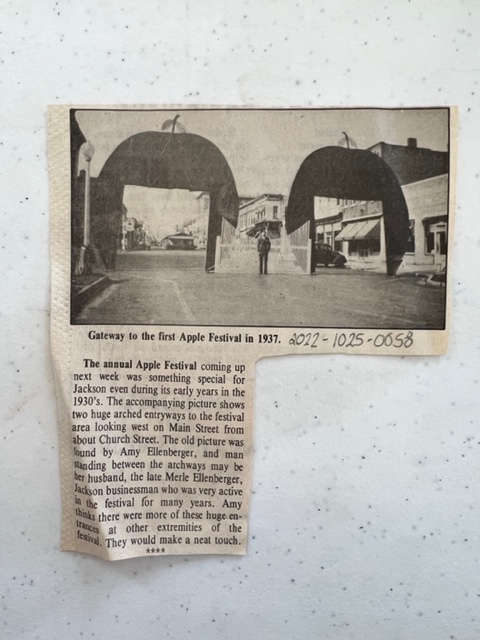 Gateway to the first Apple Festival in 1937. 2022-1025-0058
The annual Apple Festival coming up
next week was something special for
Jackson even during its early years in the
1930's. The accompanying picture shows
two huge arched entryways to the festival
area looking west on Main Street from
about Church Street. The old picture was
found by Amy Ellenberger, and man
standing between the archways may be
her husband, the late Merle Ellenberger,
Jackson businessman who was very active
in the festival for many years. Amy
thinks there were more of these huge en-
trances at other extremities of the
festival. They would make a neat touch.
****